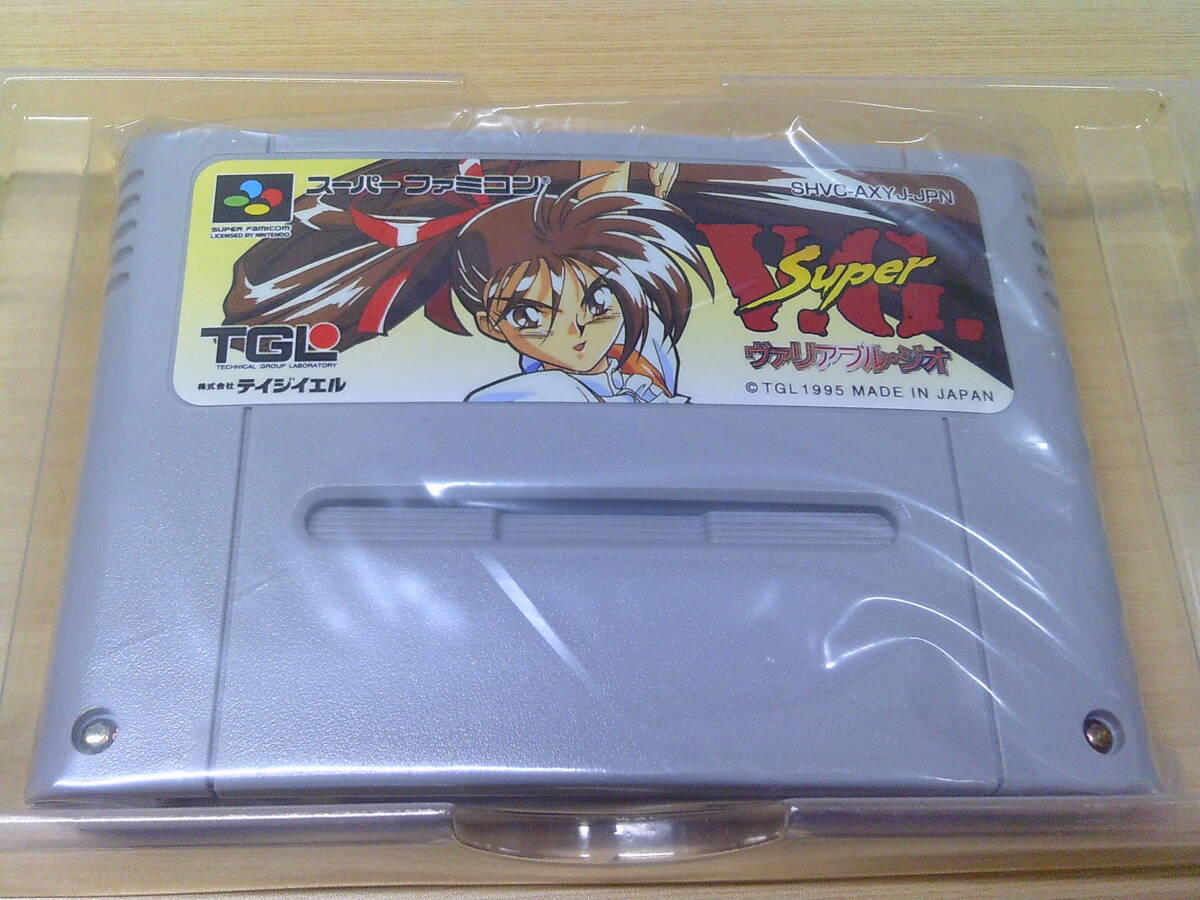 スーパーファミコン®
SUPER FAMICOM
LICENSED BY NINTENDO
SHVC-AXYJ-JPN
Super
V.G.
ヴァリアブル・ジオ
TGL
TECHNICAL GROUP LABORATORY
株式会社 テイジイエル
©TGL1995 MADE IN JAPAN